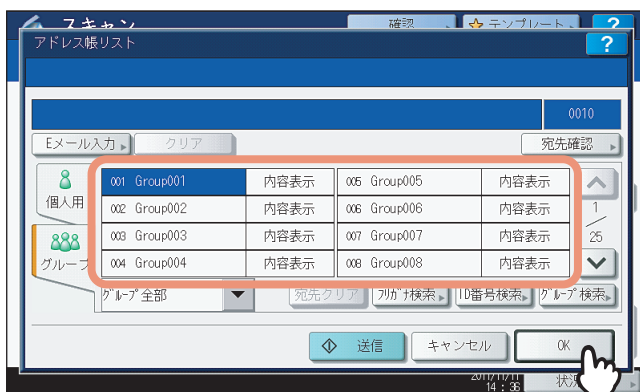 スキャン 確認 テンプレート ?
アドレス帳リスト ?
0010
Eメール入力 クリア 宛先確認
個人用
グループ
001 Group001 内容表示 005 Group005 内容表示
002 Group002 内容表示 006 Group006 内容表示
003 Group003 内容表示 007 Group007 内容表示
004 Group004 内容表示 008 Group008 内容表示
1
25
グループ全部 宛先クリア フリガナ検索 ID番号検索 グループ検索
送信 キャンセル OK
2011/11/11
14:36
状況